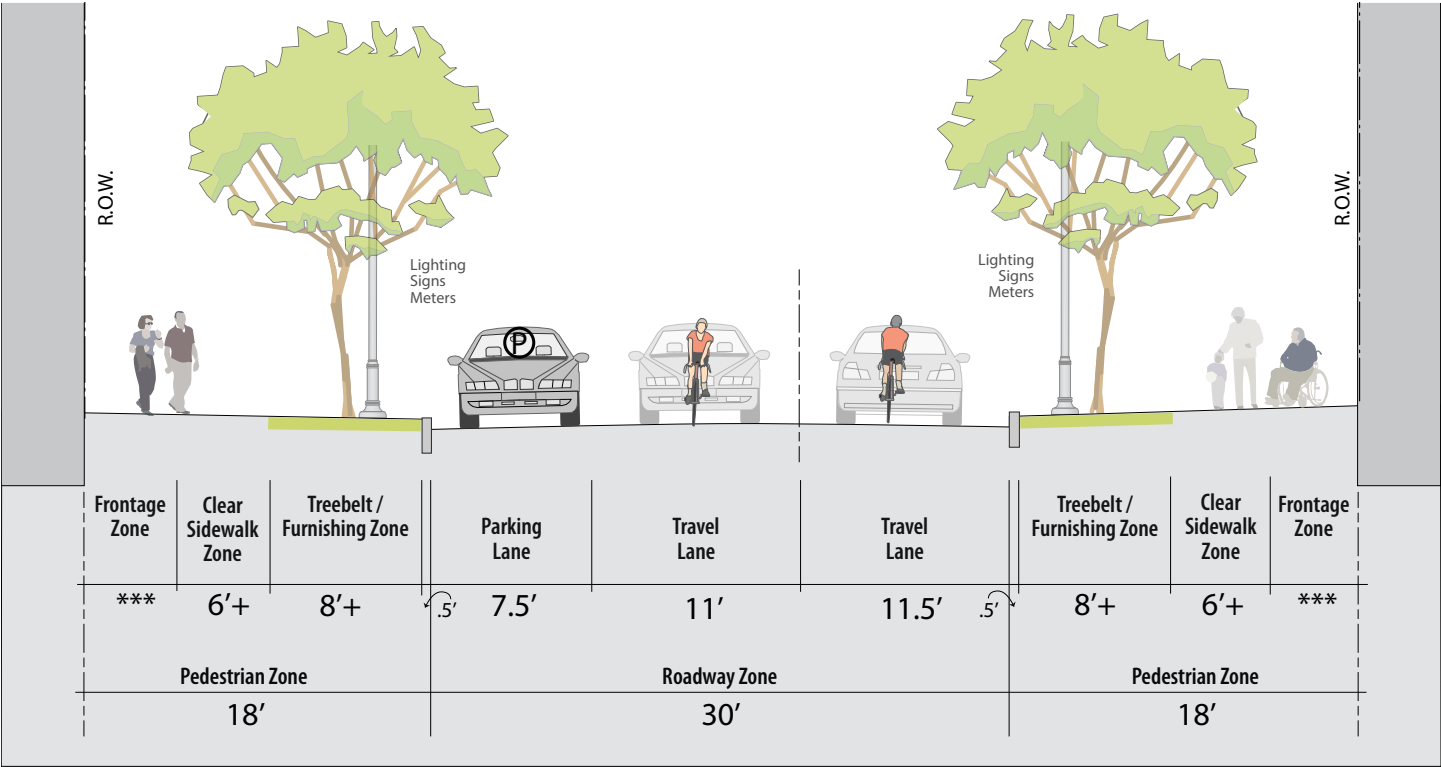 R.O.W.
R.O.W.
Lighting
Signs
Meters
Lighting
Signs
Meters
P
Frontage
Zone
Clear
Sidewalk
Zone
Treebelt /
Furnishing Zone
Parking
Lane
Travel
Lane
Travel
Lane
Treebelt /
Furnishing Zone
Clear
Sidewalk
Zone
Frontage
Zone
*** 6’+ 8’+ .5’ 7.5’ 11’ 11.5’ .5’ 8’+ 6’+ ***
Pedestrian Zone Roadway Zone Pedestrian Zone
18’ 30’ 18’